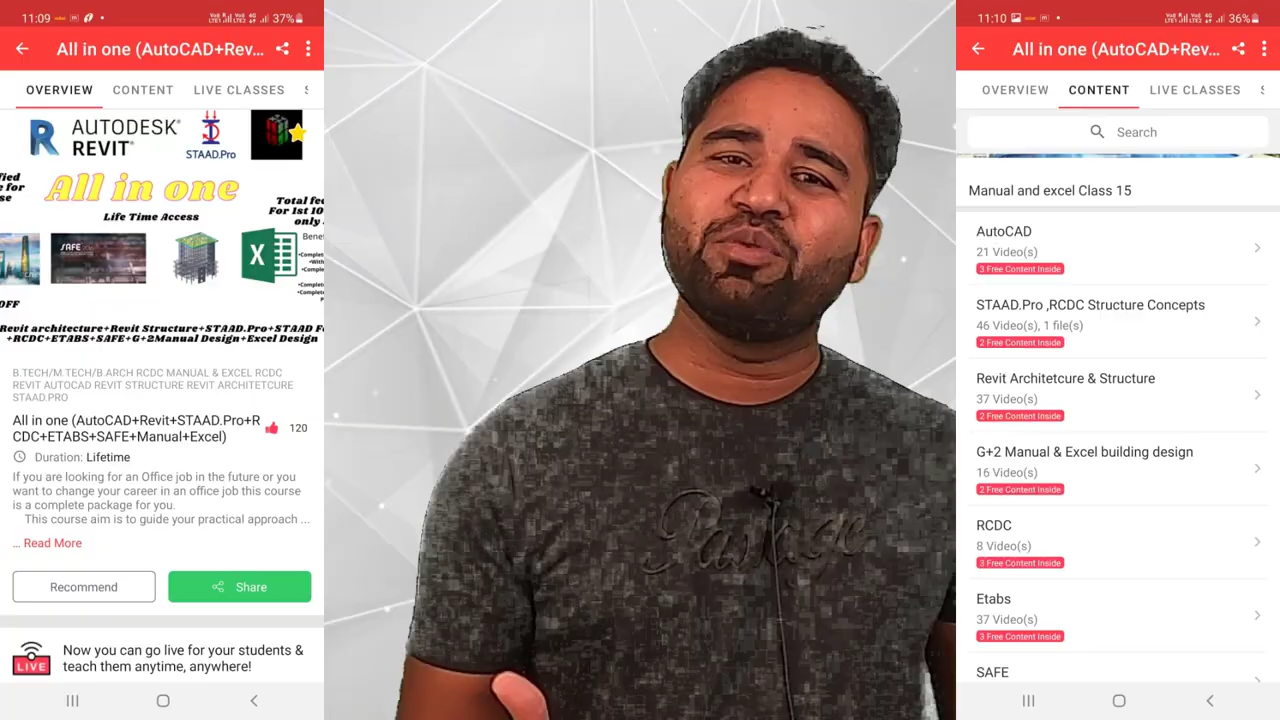 11:09
37%
All in one (AutoCAD+Rev...
OVERVIEW CONTENT LIVE CLASSES
AUTODESK®
REVIT®
STAAD.Pro
All in one
Life Time Access
Total fee
For 1st 10
only
SAFE
Benef
OFF
Revit architecture+Revit Structure+STAAD.Pro+STAAD F
+RCDC+ETABS+SAFE+G+2Manual Design+Excel Design
B.TECH/M.TECH/B.ARCH RCDC MANUAL & EXCEL RCDC
REVIT AUTOCAD REVIT STRUCTURE REVIT ARCHITETCURE
STAAD.PRO
All in one (AutoCAD+Revit+STAAD.Pro+R
CDC+ETABS+SAFE+Manual+Excel)
120
Duration: Lifetime
If you are looking for an Office job in the future or you
want to change your career in an office job this course
is a complete package for you.
This course aim is to guide your practical approach ...
... Read More
Recommend
Share
LIVE
Now you can go live for your students &
teach them anytime, anywhere!
11:10
36%
All in one (AutoCAD+Rev...
OVERVIEW CONTENT LIVE CLASSES
Search
Manual and excel Class 15
AutoCAD
21 Video(s)
3 Free Content Inside
STAAD.Pro ,RCDC Structure Concepts
46 Video(s), 1 file(s)
2 Free Content Inside
Revit Architetcure & Structure
37 Video(s)
2 Free Content Inside
G+2 Manual & Excel building design
16 Video(s)
2 Free Content Inside
RCDC
8 Video(s)
3 Free Content Inside
Etabs
37 Video(s)
3 Free Content Inside
SAFE